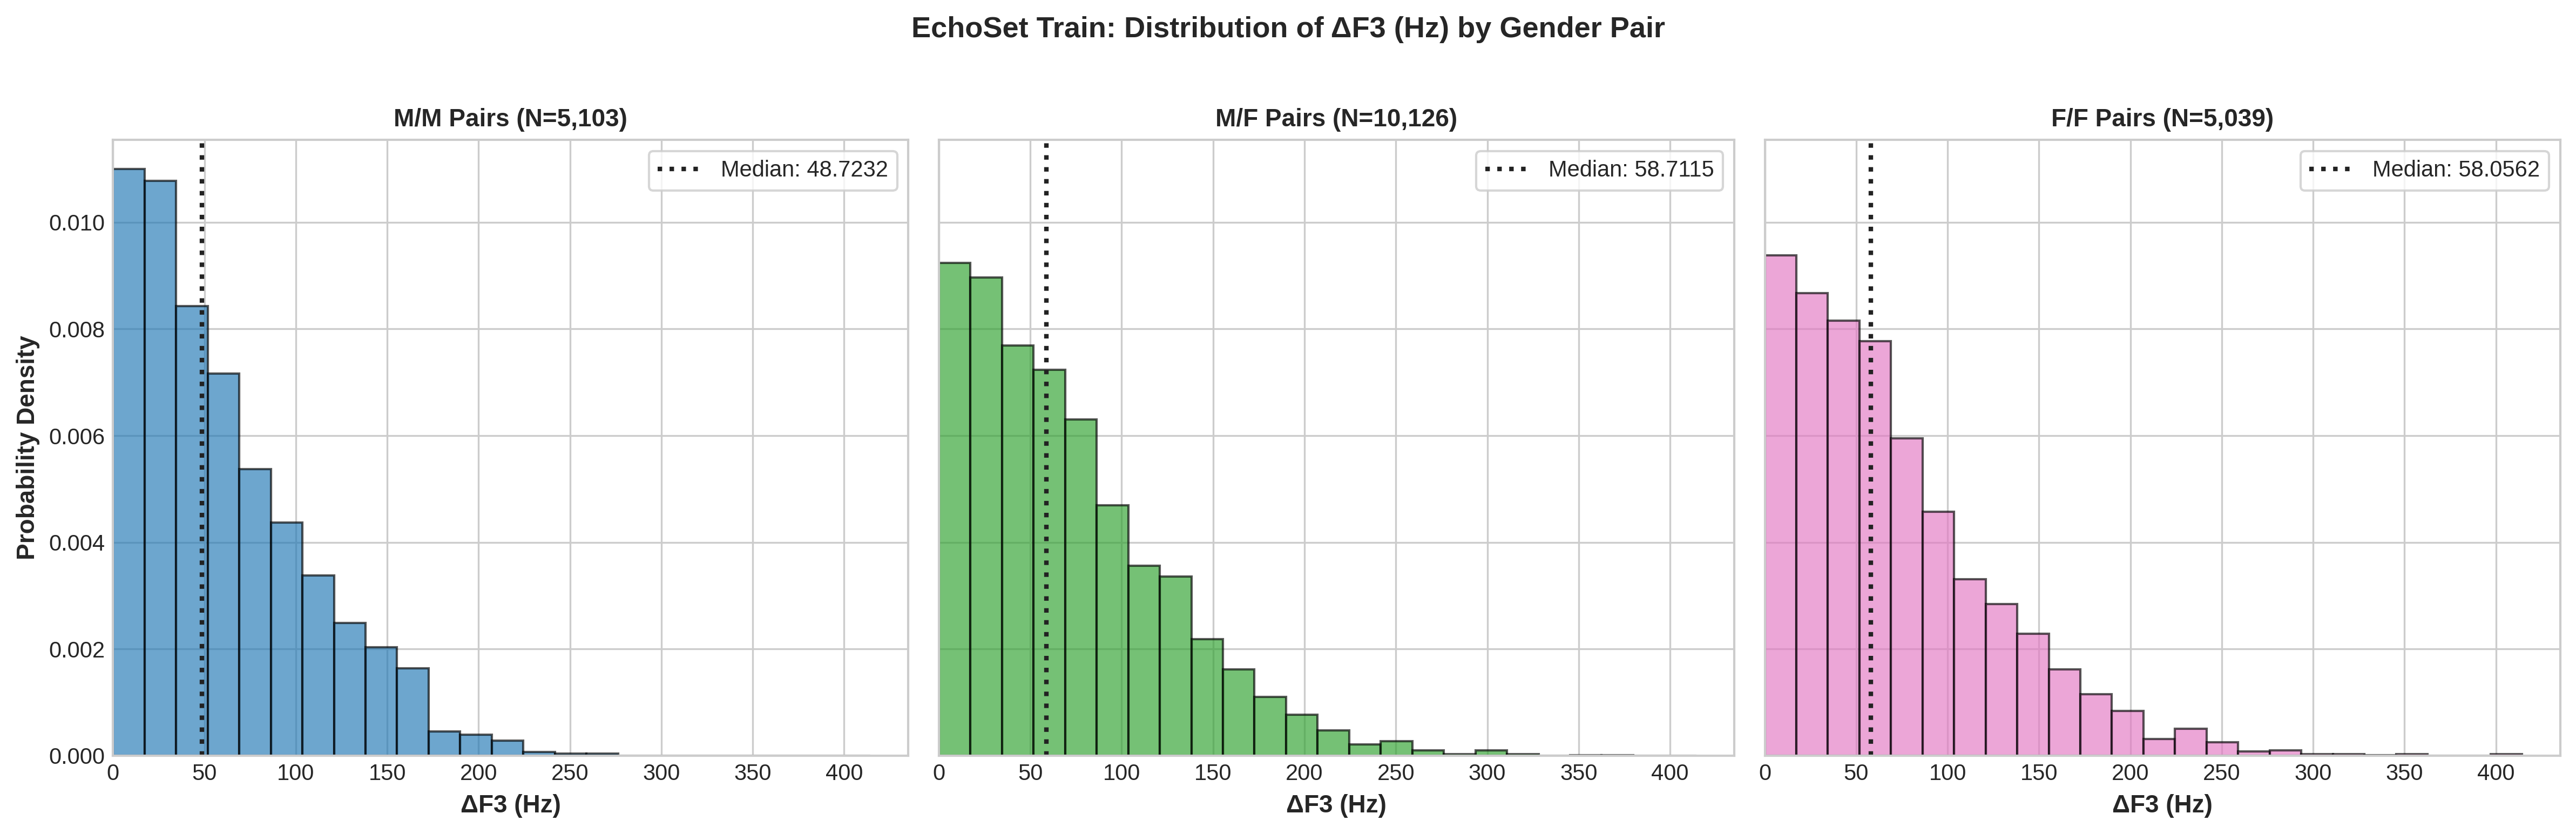 EchoSet Train: Distribution of ΔF3 (Hz) by Gender Pair
M/M Pairs (N=5,103)
M/F Pairs (N=10,126)
F/F Pairs (N=5,039)
Median: 48.7232
Median: 58.7115
Median: 58.0562
Probability Density
0.010
0.008
0.006
0.004
0.002
0.000
0 50 100 150 200 250 300 350 400
0 50 100 150 200 250 300 350 400
0 50 100 150 200 250 300 350 400
ΔF3 (Hz)
ΔF3 (Hz)
ΔF3 (Hz)